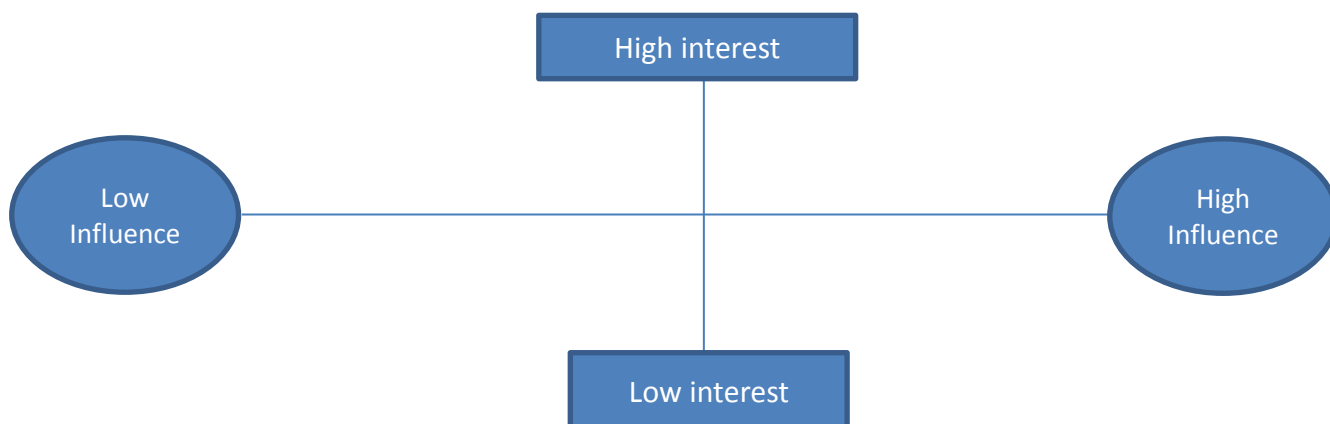 High interest
Low
Influence
High
Influence
Low interest